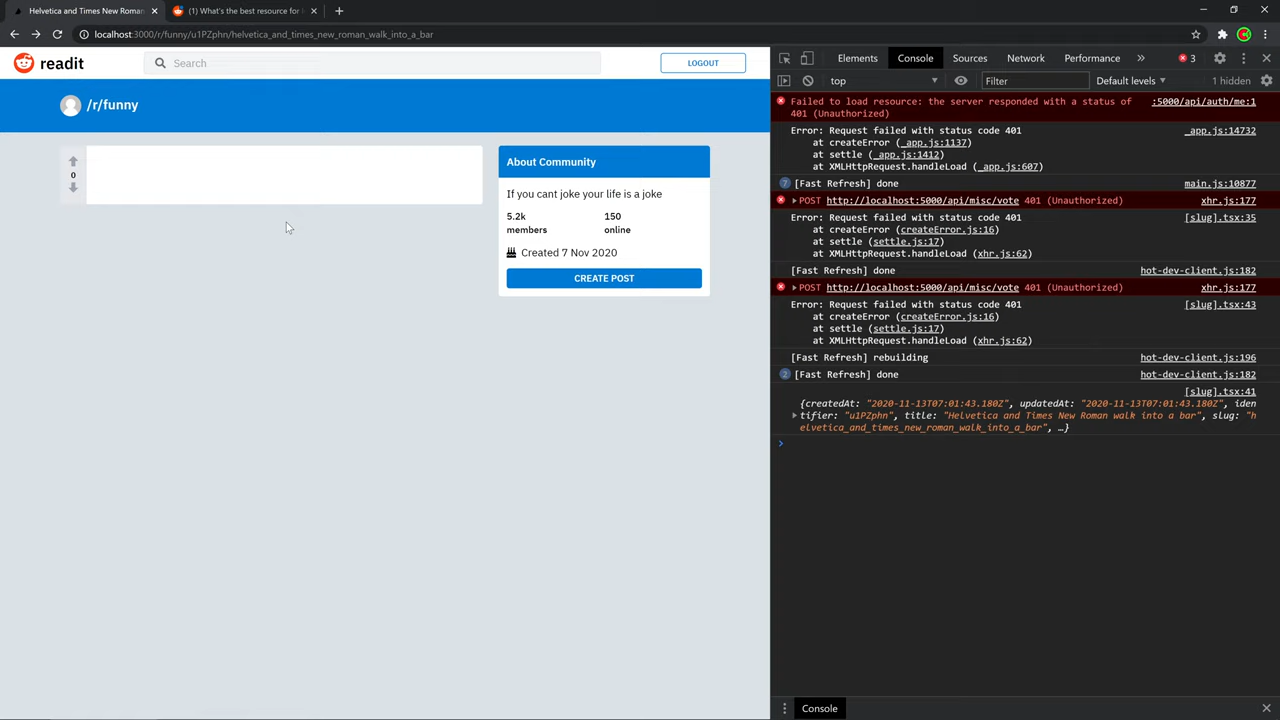 Helvetica and Times New Roman
(1) What's the best resource for l
localhost:3000/r/funny/u1PZphn/helvetica_and_times_new_roman_walk_into_a_bar
readit
Search
LOGOUT
/r/funny
0
About Community
If you cant joke your life is a joke
5.2k
members
150
online
Created 7 Nov 2020
CREATE POST
Elements
Console
Sources
Network
Performance
»
3
top
Filter
Default levels
1 hidden
Failed to load resource: the server responded with a status of
401 (Unauthorized)
:5000/api/auth/me:1
Error: Request failed with status code 401
_app.js:14732
at createError (_app.js:1137)
at settle (_app.js:1412)
at XMLHttpRequest.handleLoad (_app.js:607)
7 [Fast Refresh] done
main.js:10877
POST http://localhost:5000/api/misc/vote 401 (Unauthorized)
xhr.js:177
Error: Request failed with status code 401
[slug].tsx:35
at createError (createError.js:16)
at settle (settle.js:17)
at XMLHttpRequest.handleLoad (xhr.js:62)
[Fast Refresh] done
hot-dev-client.js:182
POST http://localhost:5000/api/misc/vote 401 (Unauthorized)
xhr.js:177
Error: Request failed with status code 401
[slug].tsx:43
at createError (createError.js:16)
at settle (settle.js:17)
at XMLHttpRequest.handleLoad (xhr.js:62)
[Fast Refresh] rebuilding
hot-dev-client.js:196
2 [Fast Refresh] done
hot-dev-client.js:182
[slug].tsx:41
{createdAt: "2020-11-13T07:01:43.180Z", updatedAt: "2020-11-13T07:01:43.180Z", iden
tifier: "u1PZphn", title: "Helvetica and Times New Roman walk into a bar", slug: "h
elvetica_and_times_new_roman_walk_into_a_bar", …}
Console